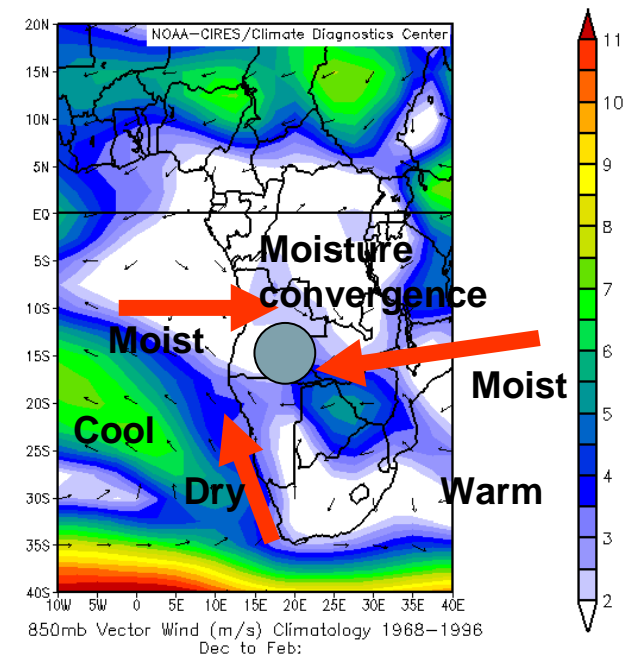 NOAA-CIRES/Climate Diagnostics Center
20N
15N
10N
5N
EQ
5S
10S
15S
20S
25S
30S
35S
40S
10W 5W 0 5E 10E 15E 20E 25E 30E 35E 40E
Moisture
convergence
Moist
Moist
Cool
Dry
Warm
11
10
9
8
7
6
5
4
3
2
850mb Vector Wind (m/s) Climatology 1968-1996
Dec to Feb: